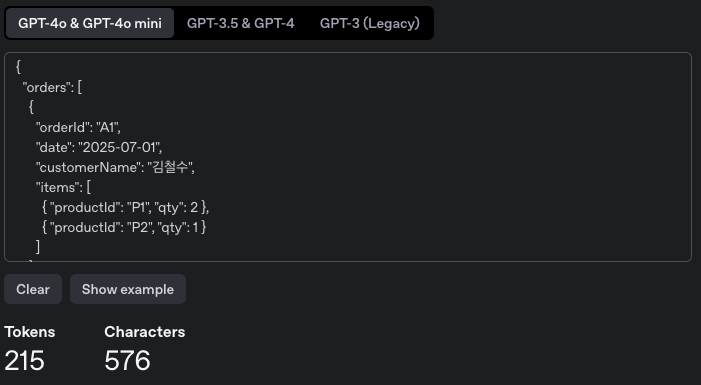 GPT-4o & GPT-4o mini GPT-3.5 & GPT-4 GPT-3 (Legacy)
{
"orders": [
{
"orderId": "A1",
"date": "2025-07-01",
"customerName": "김철수",
"items": [
{ "productId": "P1", "qty": 2 },
{ "productId": "P2", "qty": 1 }
]
Clear Show example
Tokens Characters
215 576